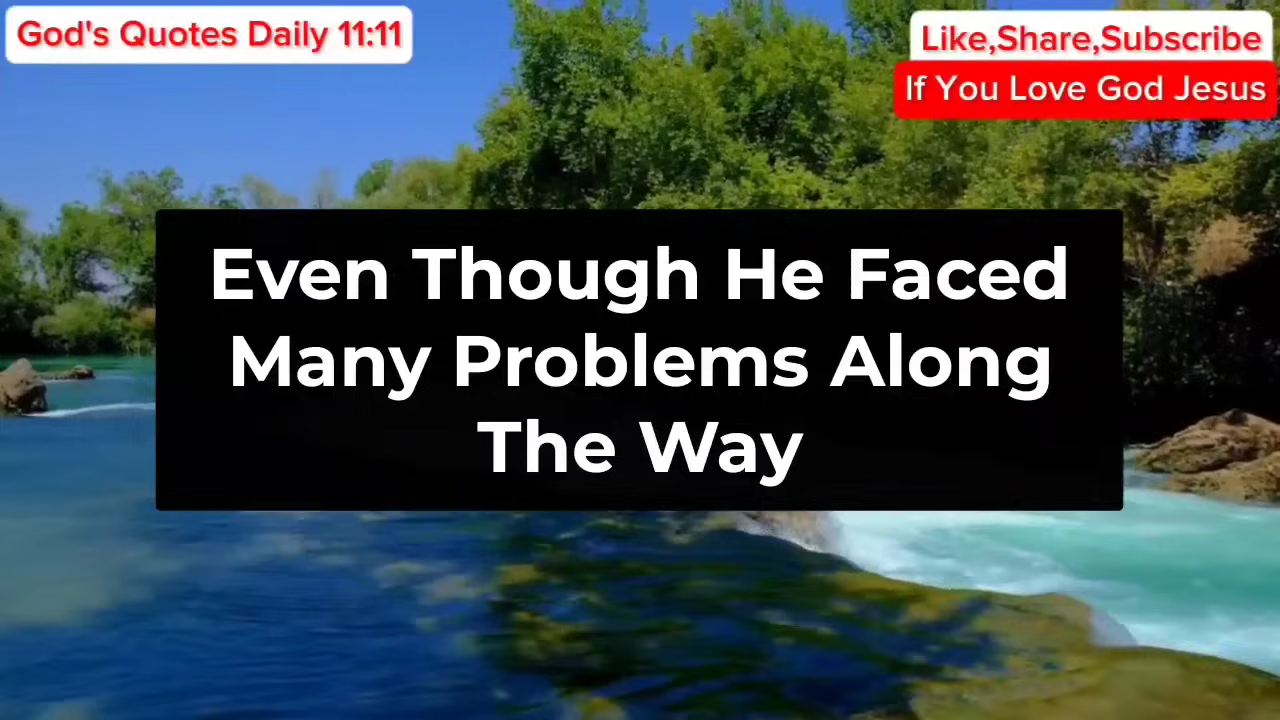 God's Quotes Daily 11:11
Like,Share,Subscribe
If You Love God Jesus
Even Though He Faced
Many Problems Along
The Way